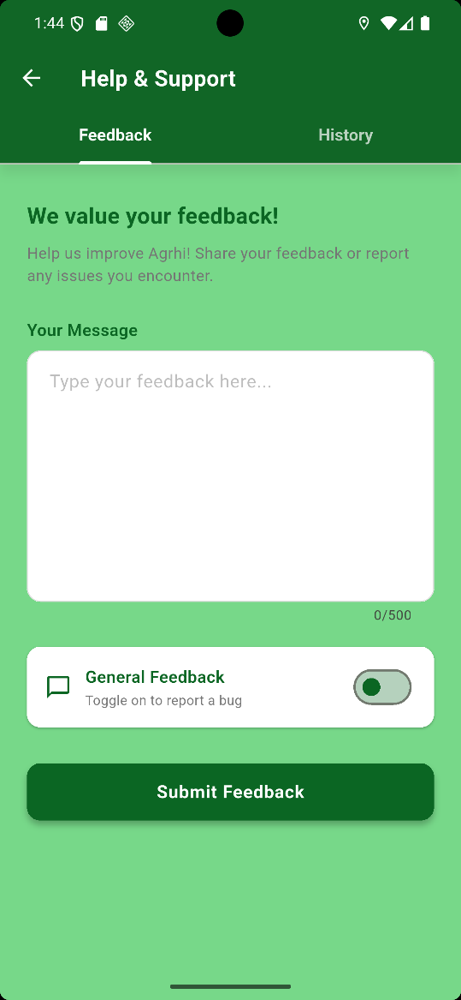 1:44
Help & Support
Feedback
History
We value your feedback!
Help us improve Agrhi! Share your feedback or report
any issues you encounter.
Your Message
Type your feedback here...
0/500
General Feedback
Toggle on to report a bug
Submit Feedback